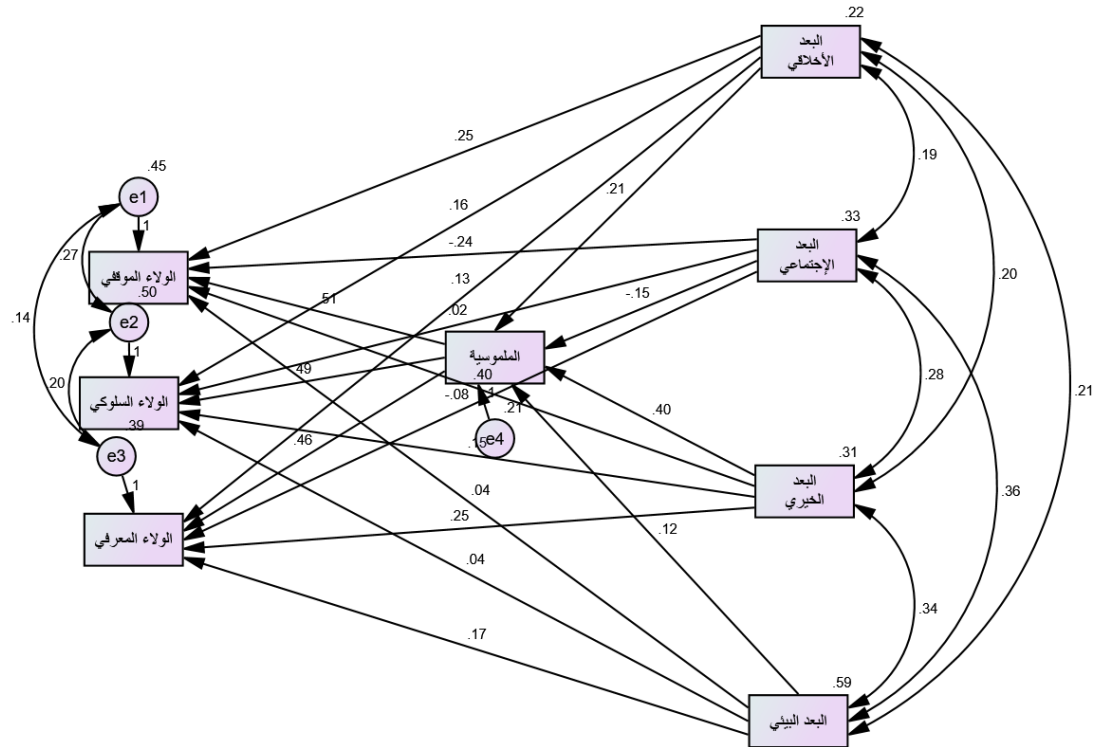 .22
البعد
الأخلاقي
.25
.45
.19
e1
.21
.16
1
.33
البعد
الإجتماعي
-.24
.27
الولاء الموقفي
.20
.13
.50
-.15
.51
.02
.14
e2
الملموسية
1
.49
.40
.28
.20
-.08
1
.21
.40
.21
الولاء السلوكي
.39
.46
.15
e4
.31
e3
البعد
الخيري
1
.04
.36
.25
.12
الولاء المعرفي
.04
.34
.17
.59
البعد البيئي